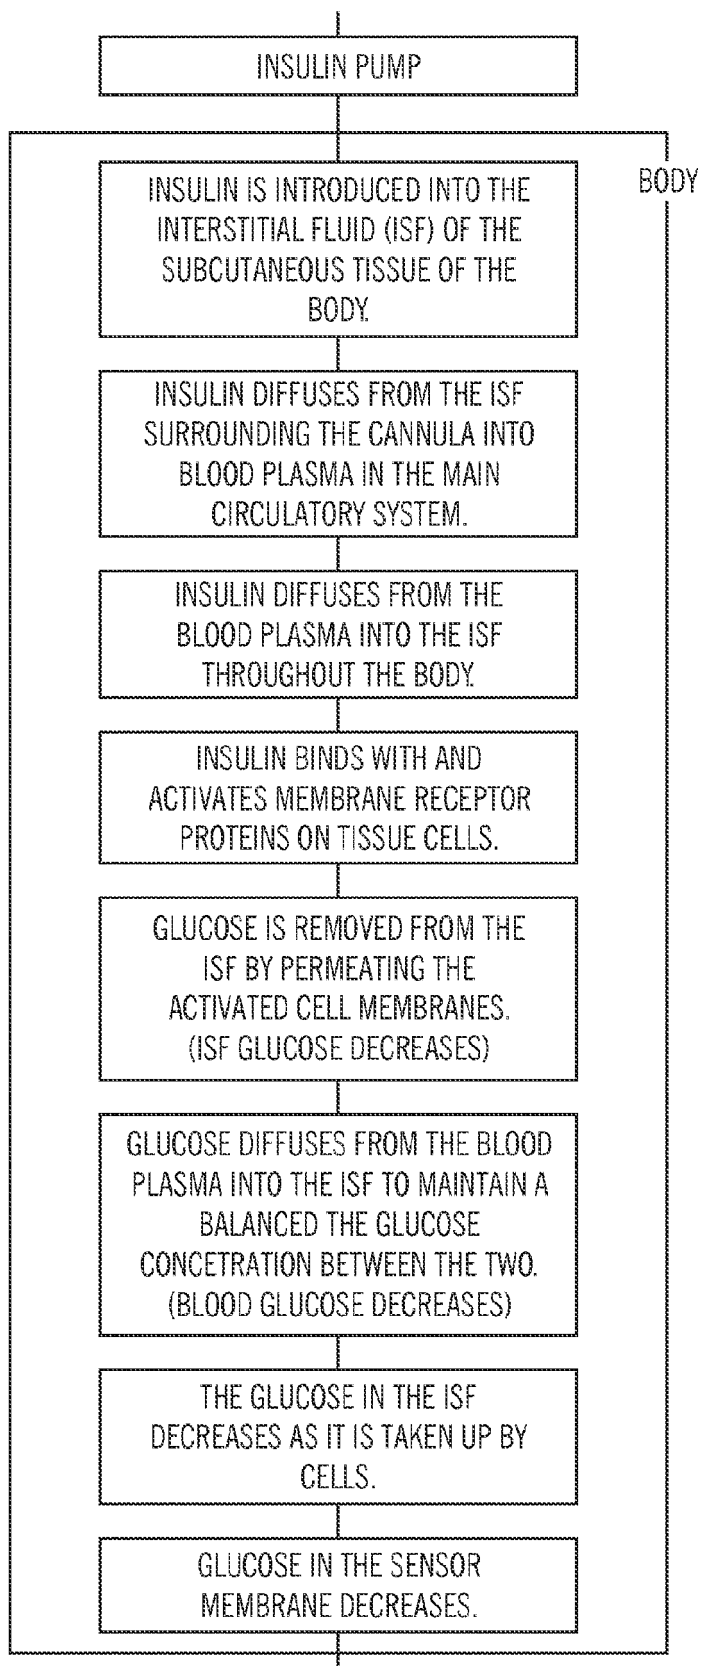 INSULIN PUMP
BODY
INSULIN IS INTRODUCED INTO THE
INTERSTITIAL FLUID (ISF) OF THE
SUBCUTANEOUS TISSUE OF THE
BODY.
INSULIN DIFFUSES FROM THE ISF
SURROUNDING THE CANNULA INTO
BLOOD PLASMA IN THE MAIN
CIRCULATORY SYSTEM.
INSULIN DIFFUSES FROM THE
BLOOD PLASMA INTO THE ISF
THROUGHOUT THE BODY.
INSULIN BINDS WITH AND
ACTIVATES MEMBRANE RECEPTOR
PROTEINS ON TISSUE CELLS.
GLUCOSE IS REMOVED FROM THE
ISF BY PERMEATING THE
ACTIVATED CELL MEMBRANES.
(ISF GLUCOSE DECREASES)
GLUCOSE DIFFUSES FROM THE BLOOD
PLASMA INTO THE ISF TO MAINTAIN A
BALANCED THE GLUCOSE
CONCETRATION BETWEEN THE TWO.
(BLOOD GLUCOSE DECREASES)
THE GLUCOSE IN THE ISF
DECREASES AS IT IS TAKEN UP BY
CELLS.
GLUCOSE IN THE SENSOR
MEMBRANE DECREASES.